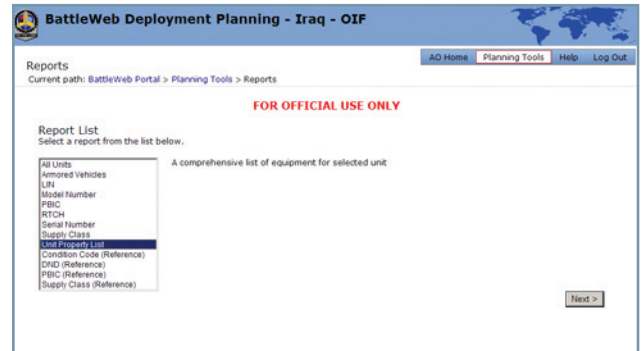 BattleWeb Deployment Planning - Iraq - OIF
AO Home Planning Tools Help Log Out
Reports
Current path: BattleWeb Portal > Planning Tools > Reports
FOR OFFICIAL USE ONLY
Report List
Select a report from the list below.
All Units
Armored Vehicles
LIN
Model Number
PBIC
RTCH
Serial Number
Supply Class
Unit Property List
Condition Code (Reference)
DND (Reference)
PBIC (Reference)
Supply Class (Reference)
A comprehensive list of equipment for selected unit
Next >